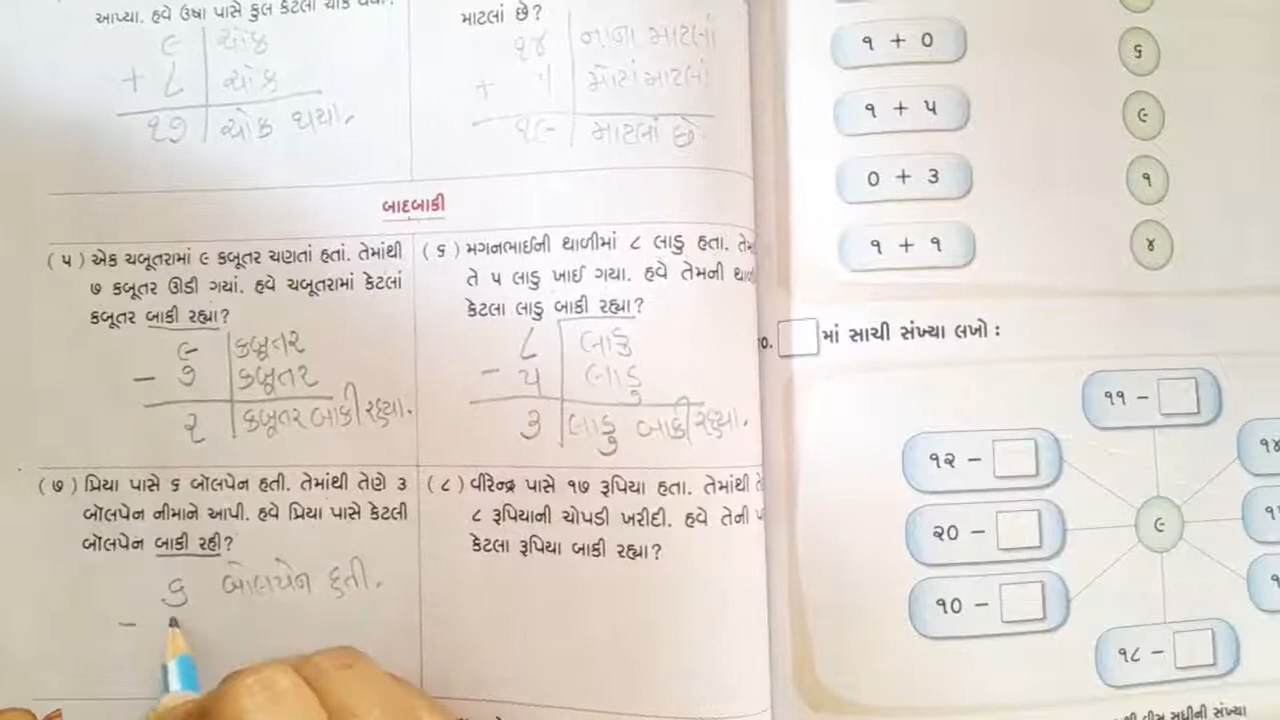 આપ્યા. હવે ઉષા પાસે કુલ કેટલા ચોક થયા?
૯ ચોક
+ ૮ ચોક
૧૭ ચોક થયા.
માટલાં છે?
૧૪ નાના માટલાં
+ ૫ મોટાં માટલાં
૧૯ માટલાં છે.
બાદબાકી
(૫) એક ચબૂતરામાં ૯ કબૂતર ચણતાં હતાં. તેમાંથી
૭ કબૂતર ઊડી ગયાં. હવે ચબૂતરામાં કેટલાં
કબૂતર બાકી રહ્યા?
૯ કબૂતર
– ૭ કબૂતર
૨ કબૂતર બાકી રહ્યા.
(૬) મગનભાઈની થાળીમાં ૮ લાડુ હતા.
તે ૫ લાડુ ખાઈ ગયા. હવે તેમની
કેટલા લાડુ બાકી રહ્યા?
૮ લાડુ
– ૫ લાડુ
૩ લાડુ બાકી રહ્યા.
(૭) પ્રિયા પાસે ૬ બૉલપેન હતી. તેમાંથી તેણે ૩
બૉલપેન નીમાને આપી. હવે પ્રિયા પાસે કેટલી
બૉલપેન બાકી રહી?
૬ બોલપેન હતી.
–
(૮) વીરેન્દ્ર પાસે ૧૭ રૂપિયા હતા. તેમાંથી
૮ રૂપિયાની ચોપડી ખરીદી. હવે તેની
કેટલા રૂપિયા બાકી રહ્યા?
૧ + ૦
૬
૧ + ૫
૯
૦ + ૩
૧
૧ + ૧
૪
૦. માં સાચી સંખ્યા લખો :
૧૧ –
૧૨ –
૨૦ –
૯
૧૦ –
૧૮ –
સુધીની સંખ્યા